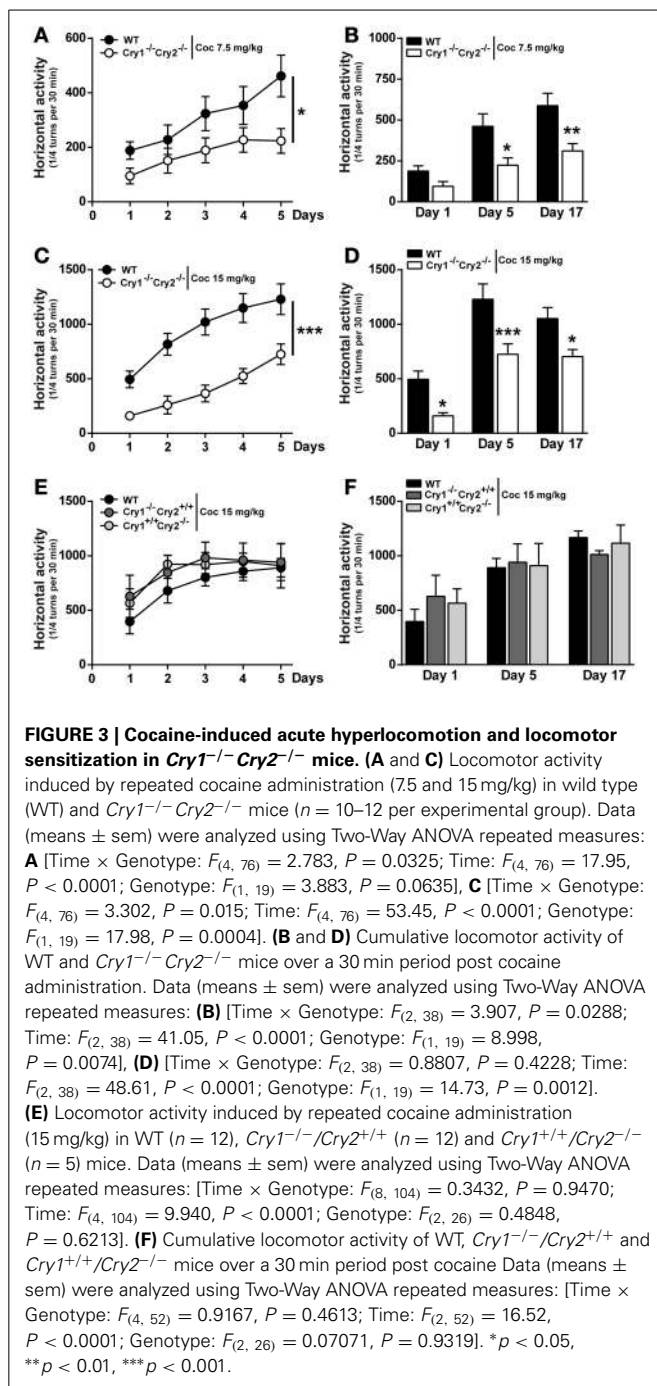 A
WT
Cry1-/-Cry2-/-
Coc 7.5 mg/kg
Horizontal activity
(1/4 turns per 30 min)
600
400
200
0
*
0 1 2 3 4 5 Days
B
WT
Cry1-/-Cry2-/-
Coc 7.5 mg/kg
Horizontal activity
(1/4 turns per 30 min)
1000
750
500
250
0
*
**
Day 1 Day 5 Day 17
C
WT
Cry1-/-Cry2-/-
Coc 15 mg/kg
Horizontal activity
(1/4 turns per 30 min)
1500
1000
500
0
***
0 1 2 3 4 5 Days
D
WT
Cry1-/-Cry2-/-
Coc 15 mg/kg
Horizontal activity
(1/4 turns per 30 min)
1500
1000
500
0
*
***
*
Day 1 Day 5 Day 17
E
WT
Cry1-/-Cry2+/+
Cry1+/+Cry2-/-
Coc 15 mg/kg
Horizontal activity
(1/4 turns per 30 min)
1500
1000
500
0
0 1 2 3 4 5 Days
F
WT
Cry1-/-Cry2+/+
Cry1+/+Cry2-/-
Coc 15 mg/kg
Horizontal activity
(1/4 turns per 30 min)
1500
1000
500
0
Day 1 Day 5 Day 17
FIGURE 3 | Cocaine-induced acute hyperlocomotion and locomotor
sensitization in Cry1−/−Cry2−/− mice. (A and C) Locomotor activity
induced by repeated cocaine administration (7.5 and 15 mg/kg) in wild type
(WT) and Cry1−/−Cry2−/− mice (n = 10–12 per experimental group). Data
(means ± sem) were analyzed using Two-Way ANOVA repeated measures:
A [Time × Genotype: F(4, 76) = 2.783, P = 0.0325; Time: F(4, 76) = 17.95,
P < 0.0001; Genotype: F(1, 19) = 3.883, P = 0.0635], C [Time × Genotype:
F(4, 76) = 3.302, P = 0.015; Time: F(4, 76) = 53.45, P < 0.0001; Genotype:
F(1, 19) = 17.98, P = 0.0004]. (B and D) Cumulative locomotor activity of
WT and Cry1−/−Cry2−/− mice over a 30 min period post cocaine
administration. Data (means ± sem) were analyzed using Two-Way ANOVA
repeated measures: (B) [Time × Genotype: F(2, 38) = 3.907, P = 0.0288;
Time: F(2, 38) = 41.05, P < 0.0001; Genotype: F(1, 19) = 8.998,
P = 0.0074], (D) [Time × Genotype: F(2, 38) = 0.8807, P = 0.4228; Time:
F(2, 38) = 48.61, P < 0.0001; Genotype: F(1, 19) = 14.73, P = 0.0012].
(E) Locomotor activity induced by repeated cocaine administration
(15 mg/kg) in WT (n = 12), Cry1−/−/Cry2+/+ (n = 12) and Cry1+/+/Cry2−/−
(n = 5) mice. Data (means ± sem) were analyzed using Two-Way ANOVA
repeated measures: [Time × Genotype: F(8, 104) = 0.3432, P = 0.9470;
Time: F(4, 104) = 9.940, P < 0.0001; Genotype: F(2, 26) = 0.4848,
P = 0.6213]. (F) Cumulative locomotor activity of WT, Cry1−/−/Cry2+/+ and
Cry1+/+/Cry2−/− mice over a 30 min period post cocaine Data (means ±
sem) were analyzed using Two-Way ANOVA repeated measures: [Time ×
Genotype: F(4, 52) = 0.9167, P = 0.4613; Time: F(2, 52) = 16.52,
P < 0.0001; Genotype: F(2, 26) = 0.07071, P = 0.9319]. *p < 0.05,
**p < 0.01, ***p < 0.001.